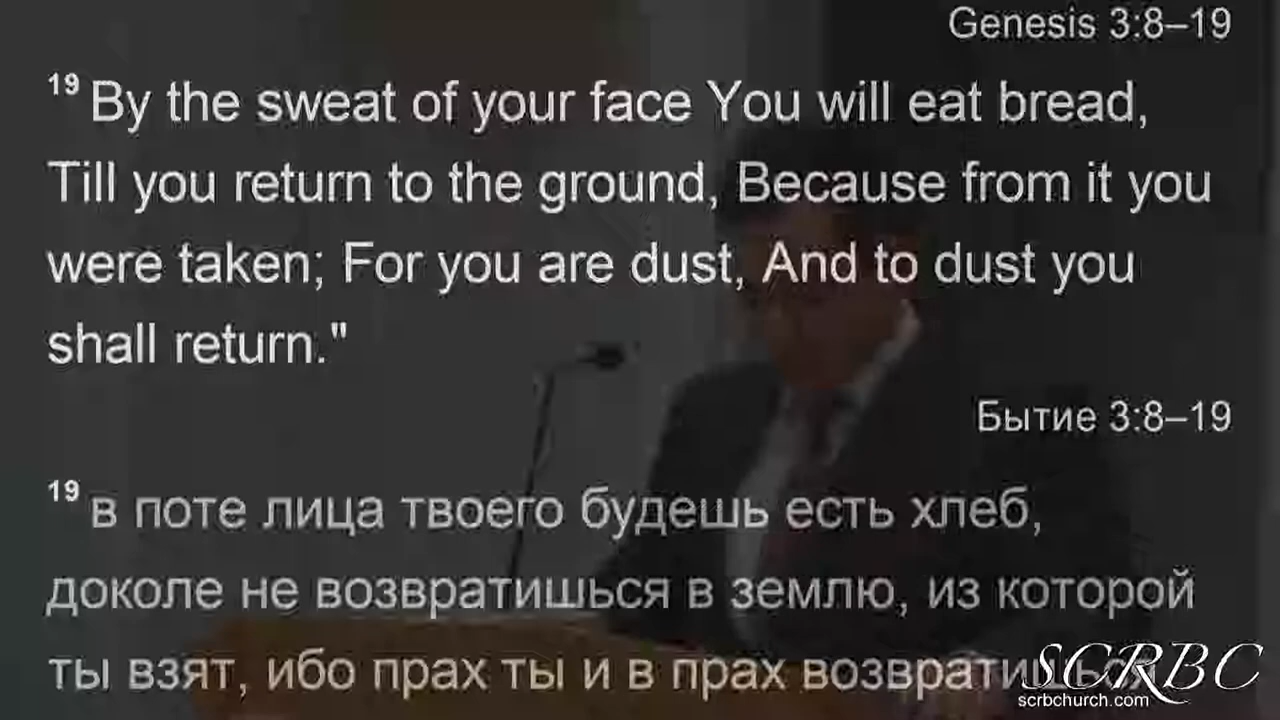 Genesis 3:8–19
19 By the sweat of your face You will eat bread,
Till you return to the ground, Because from it you
were taken; For you are dust, And to dust you
shall return."
Бытие 3:8–19
19 в поте лица твоего будешь есть хлеб,
доколе не возвратишься в землю, из которой
ты взят, ибо прах ты и в прах возвратишься.
SCRBC
scrbchurch.com